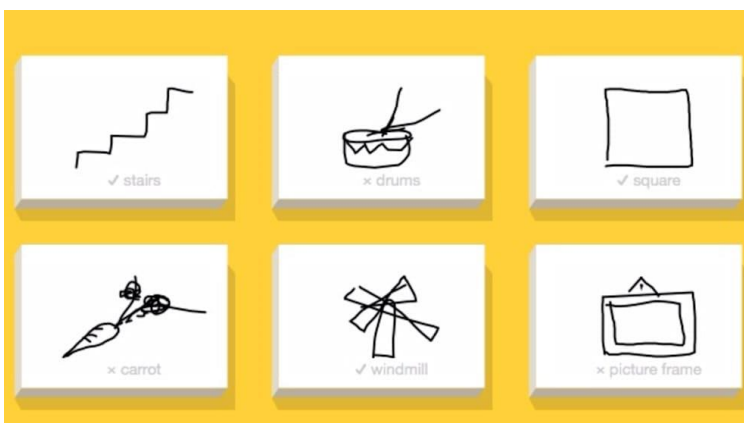 ✓ stairs
× drums
✓ square
× carrot
✓ windmill
× picture frame